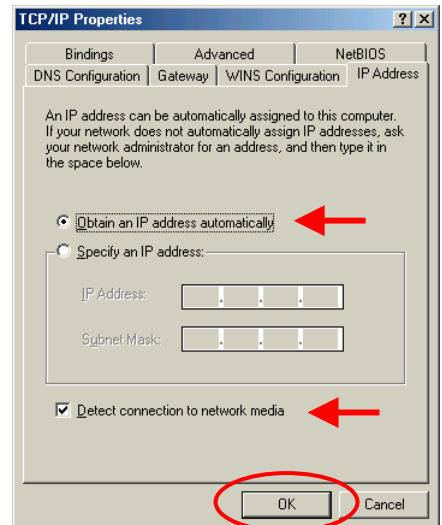 TCP/IP Properties
? ×
Bindings Advanced NetBIOS
DNS Configuration Gateway WINS Configuration IP Address
An IP address can be automatically assigned to this computer.
If your network does not automatically assign IP addresses, ask
your network administrator for an address, and then type it in
the space below.
Obtain an IP address automatically
Specify an IP address:
IP Address:
. . .
Subnet Mask:
. . .
Detect connection to network media
OK Cancel